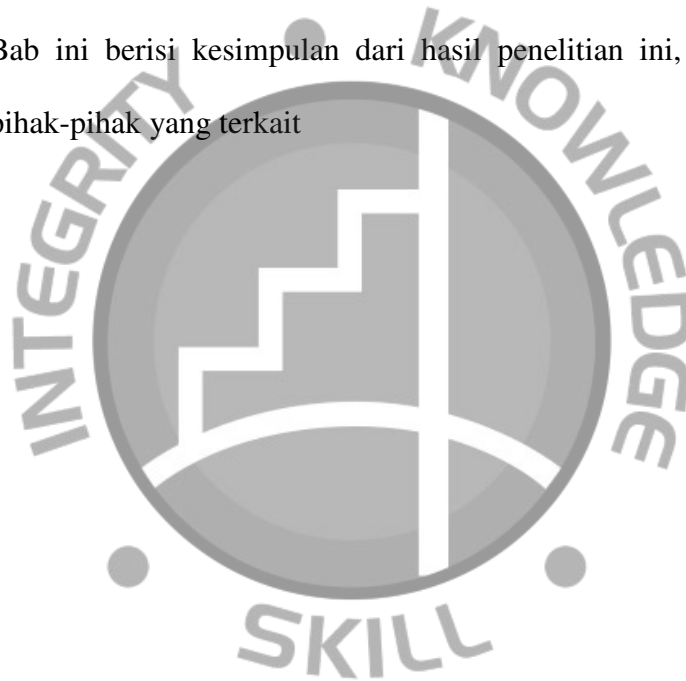 Bab ini berisi kesimpulan dari hasil penelitian ini,
pihak-pihak yang terkait
INTEGRITY
KNOWLEDGE
SKILL